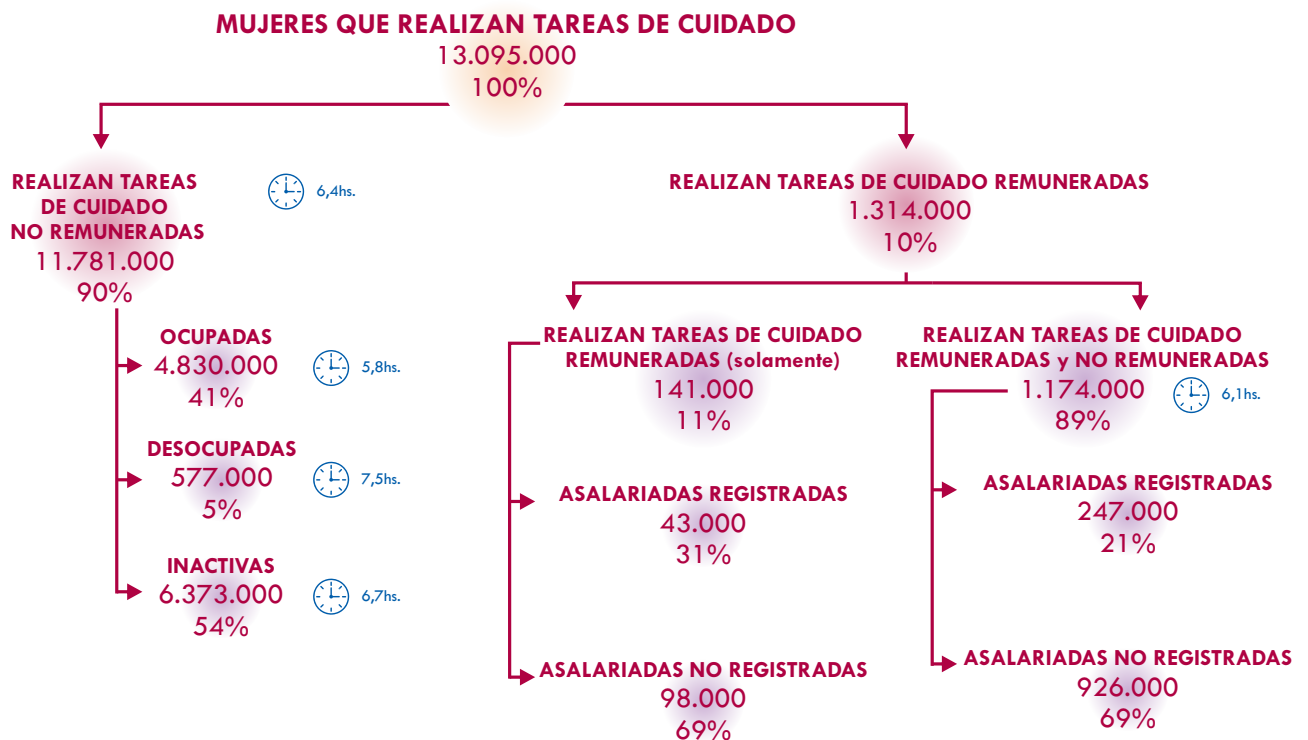 MUJERES QUE REALIZAN TAREAS DE CUIDADO
13.095.000
100%
REALIZAN TAREAS
DE CUIDADO
NO REMUNERADAS
11.781.000
90%
6,4hs.
OCUPADAS
4.830.000
41%
5,8hs.
DESOCUPADAS
577.000
5%
7,5hs.
INACTIVAS
6.373.000
54%
6,7hs.
REALIZAN TAREAS DE CUIDADO REMUNERADAS
1.314.000
10%
REALIZAN TAREAS DE CUIDADO
REMUNERADAS (solamente)
141.000
11%
ASALARIADAS REGISTRADAS
43.000
31%
ASALARIADAS NO REGISTRADAS
98.000
69%
REALIZAN TAREAS DE CUIDADO
REMUNERADAS y NO REMUNERADAS
1.174.000
89%
6,1hs.
ASALARIADAS REGISTRADAS
247.000
21%
ASALARIADAS NO REGISTRADAS
926.000
69%